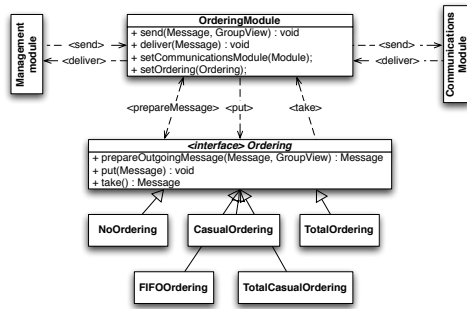 OrderingModule
+ send(Message, GroupView) : void
+ deliver(Message) : void
+ setCommunicationsModule(Module);
+ setOrdering(Ordering);
Management
module
<send>
<deliver>
<send>
<deliver>
Communications
Module
<prepareMessage>
<put>
<take>
<interface> Ordering
+ prepareOutgoingMessage(Message, GroupView) : Message
+ put(Message) : void
+ take() : Message
NoOrdering
CasualOrdering
TotalOrdering
FIFOOrdering
TotalCasualOrdering